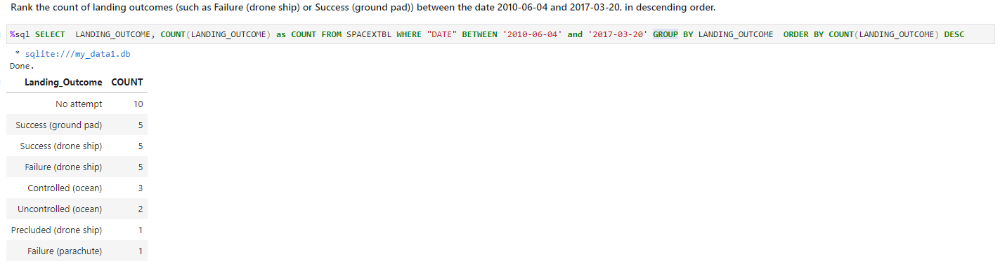 Rank the count of landing outcomes (such as Failure (drone ship) or Success (ground pad)) between the date 2010-06-04 and 2017-03-20, in descending order.
%sql SELECT  LANDING_OUTCOME, COUNT(LANDING_OUTCOME) as COUNT FROM SPACEXTBL WHERE "DATE" BETWEEN '2010-06-04' and '2017-03-20' GROUP BY LANDING_OUTCOME  ORDER BY COUNT(LANDING_OUTCOME) DESC
* sqlite:///my_data1.db
Done.
Landing_Outcome COUNT
No attempt 10
Success (ground pad) 5
Success (drone ship) 5
Failure (drone ship) 5
Controlled (ocean) 3
Uncontrolled (ocean) 2
Precluded (drone ship) 1
Failure (parachute) 1